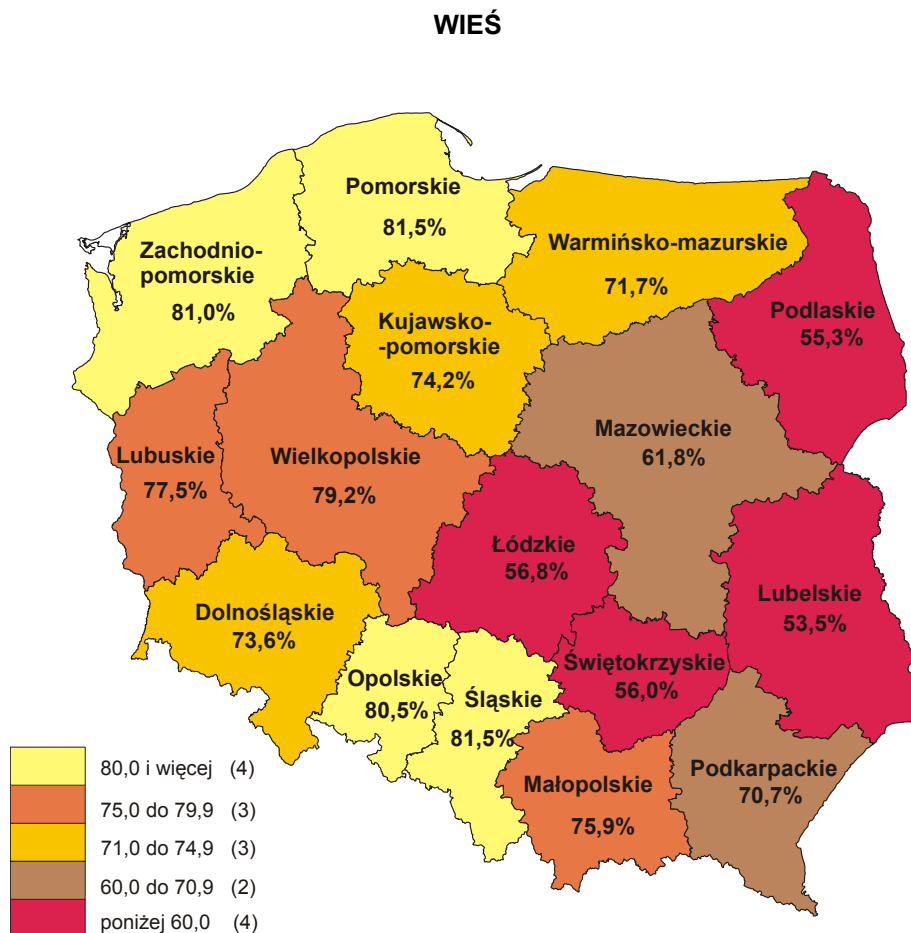 WIEŚ
Pomorskie
81,5%
Zachodnio-
pomorskie
81,0%
Warmińsko-mazurskie
71,7%
Podlaskie
55,3%
Kujawsko-
-pomorskie
74,2%
Mazowieckie
61,8%
Lubuskie
77,5%
Wielkopolskie
79,2%
Łódzkie
56,8%
Lubelskie
53,5%
Dolnośląskie
73,6%
Świętokrzyskie
56,0%
Opolskie
80,5%
Śląskie
81,5%
Małopolskie
75,9%
Podkarpackie
70,7%
80,0 i więcej (4)
75,0 do 79,9 (3)
71,0 do 74,9 (3)
60,0 do 70,9 (2)
poniżej 60,0 (4)